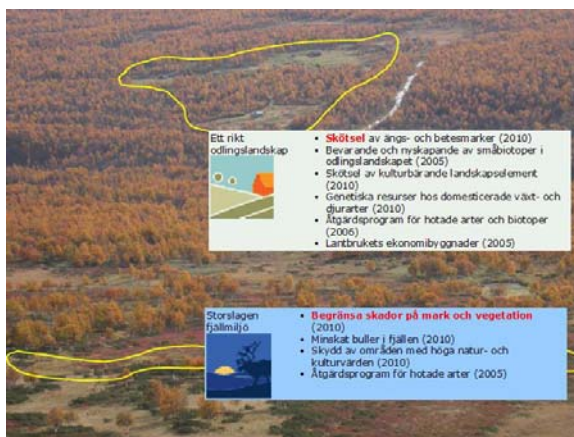 Ett rikt
odlingslandskap
• Skötsel av ängs- och betesmarker (2010)
• Bevarande och nyskapande av småbiotoper i
odlingslandskapet (2005)
• Skötsel av kulturbärande landskapselement
(2010)
• Genetiska resurser hos domesticerade växt- och
djurarter (2010)
• Åtgärdsprogram för hotade arter och biotoper
(2006)
• Lantbrukets ekonomibyggnader (2005)
Storslagen
fjällmiljö
• Begränsa skador på mark och vegetation
(2010)
• Minskat buller i fjällen (2010)
• Skydd av områden med höga natur- och
kulturvärden (2010)
• Åtgärdsprogram för hotade arter (2005)